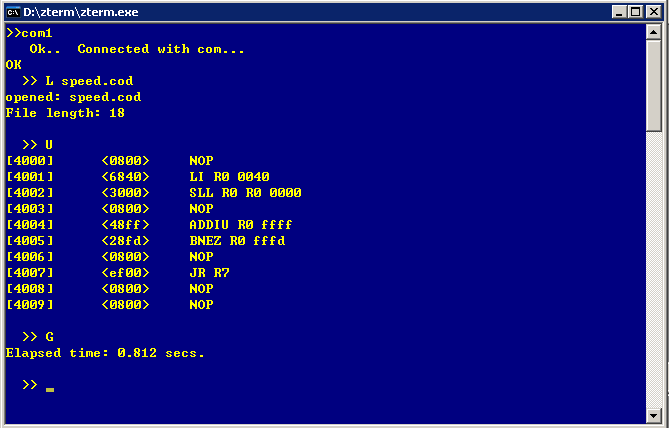 D:\zterm\zterm.exe
>>com1
Ok.. Connected with com...
OK
>> L speed.cod
opened: speed.cod
File length: 18
>> U
[4000] <0800> NOP
[4001] <6840> LI R0 0040
[4002] <3000> SLL R0 R0 0000
[4003] <0800> NOP
[4004] <48ff> ADDIU R0 ffff
[4005] <28fd> BNEZ R0 fffd
[4006] <0800> NOP
[4007] <ef00> JR R7
[4008] <0800> NOP
[4009] <0800> NOP
>> G
Elapsed time: 0.812 secs.
>> _